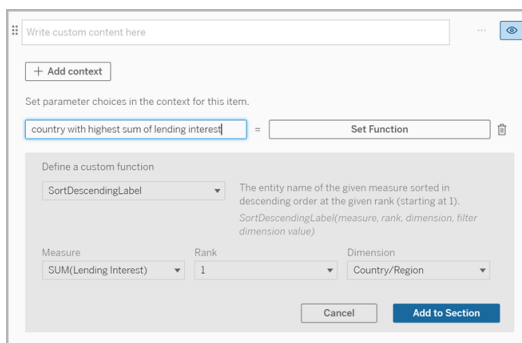 Write custom content here
+ Add context
Set parameter choices in the context for this item.
country with highest sum of lending interest = Set Function
Define a custom function
SortDescendingLabel
The entity name of the given measure sorted in
descending order at the given rank (starting at 1).
SortDescendingLabel(measure, rank, dimension, filter
dimension value)
Measure Rank Dimension
SUM(Lending Interest) 1 Country/Region
Cancel Add to Section